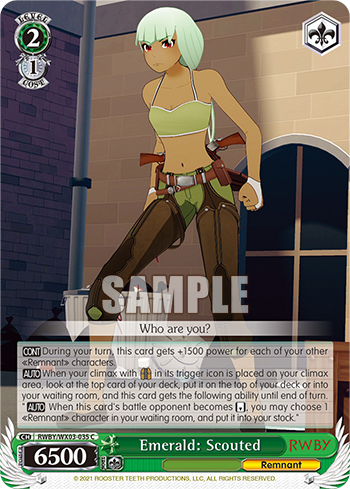 LEVEL
2
1
COST
SAMPLE
Who are you?
CONT During your turn, this card gets +1500 power for each of your other
«Remnant» characters.
AUTO When your climax with in its trigger icon is placed on your climax
area, look at the top card of your deck, put it on the top of your deck or into
your waiting room, and this card gets the following ability until end of turn.
"AUTO When this card's battle opponent becomes, you may choose 1
«Remnant» character in your waiting room, and put it into your stock."
CH RWBY/WX03-035 C
Emerald: Scouted
RWBY
POWER
6500
Remnant
© 2021 ROOSTER TEETH PRODUCTIONS, LLC, ALL RIGHTS RESERVED.